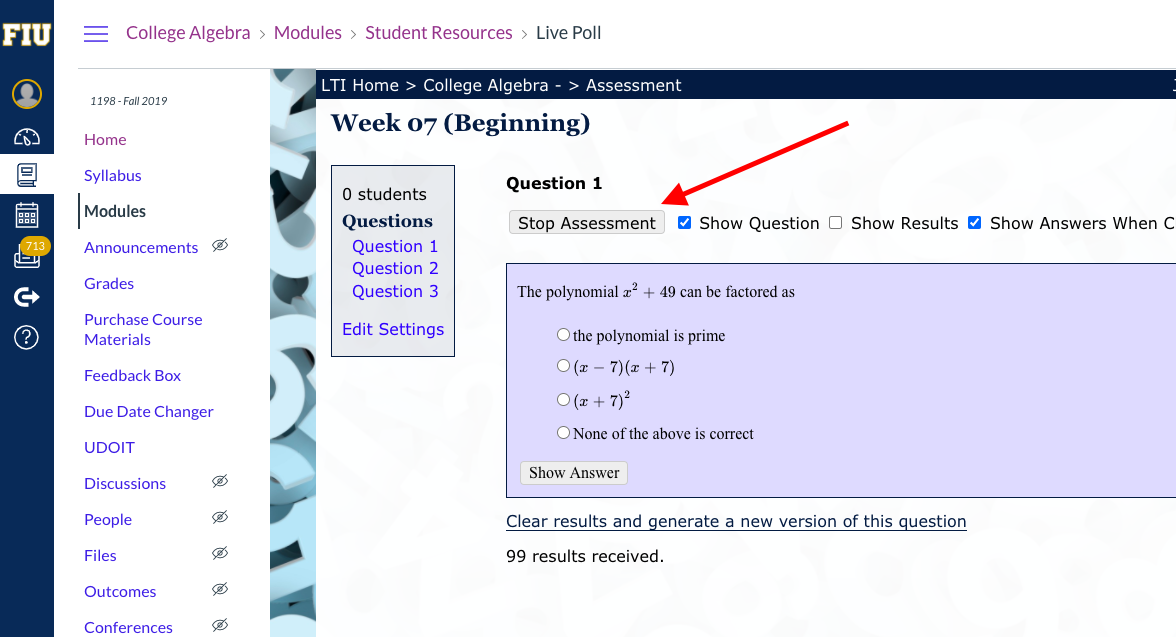 FIU
College Algebra > Modules > Student Resources > Live Poll
1198 - Fall 2019
Home
Syllabus
Modules
Announcements
Grades
Purchase Course
Materials
Feedback Box
Due Date Changer
UDOIT
Discussions
People
Files
Outcomes
Conferences
713
?
LTI Home > College Algebra - > Assessment
Week 07 (Beginning)
0 students
Questions
Question 1
Question 2
Question 3
Edit Settings
Question 1
Stop Assessment Show Question Show Results Show Answers When C
The polynomial x² + 49 can be factored as
the polynomial is prime
(x − 7)(x + 7)
(x + 7)²
None of the above is correct
Show Answer
Clear results and generate a new version of this question
99 results received.